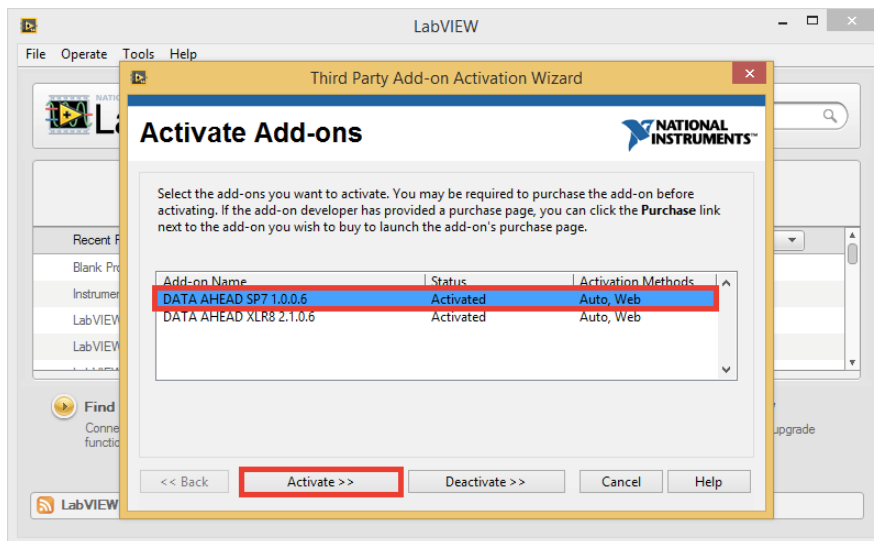 LabVIEW
File Operate Tools Help
Third Party Add-on Activation Wizard
NATIONAL
INSTRUMENTS™
Activate Add-ons
Select the add-ons you want to activate. You may be required to purchase the add-on before
activating. If the add-on developer has provided a purchase page, you can click the Purchase link
next to the add-on you wish to buy to launch the add-on's purchase page.
Recent
Blank
LabVIEW
LabVIEW
Add-on Name Status Activation Methods
DATA AHEAD SP7 1.0.0.6 Activated Auto, Web
DATA AHEAD XLR8 2.1.0.6 Activated Auto, Web
Find
upgrade
<< Back Activate >> Deactivate >> Cancel Help
LabVIEW